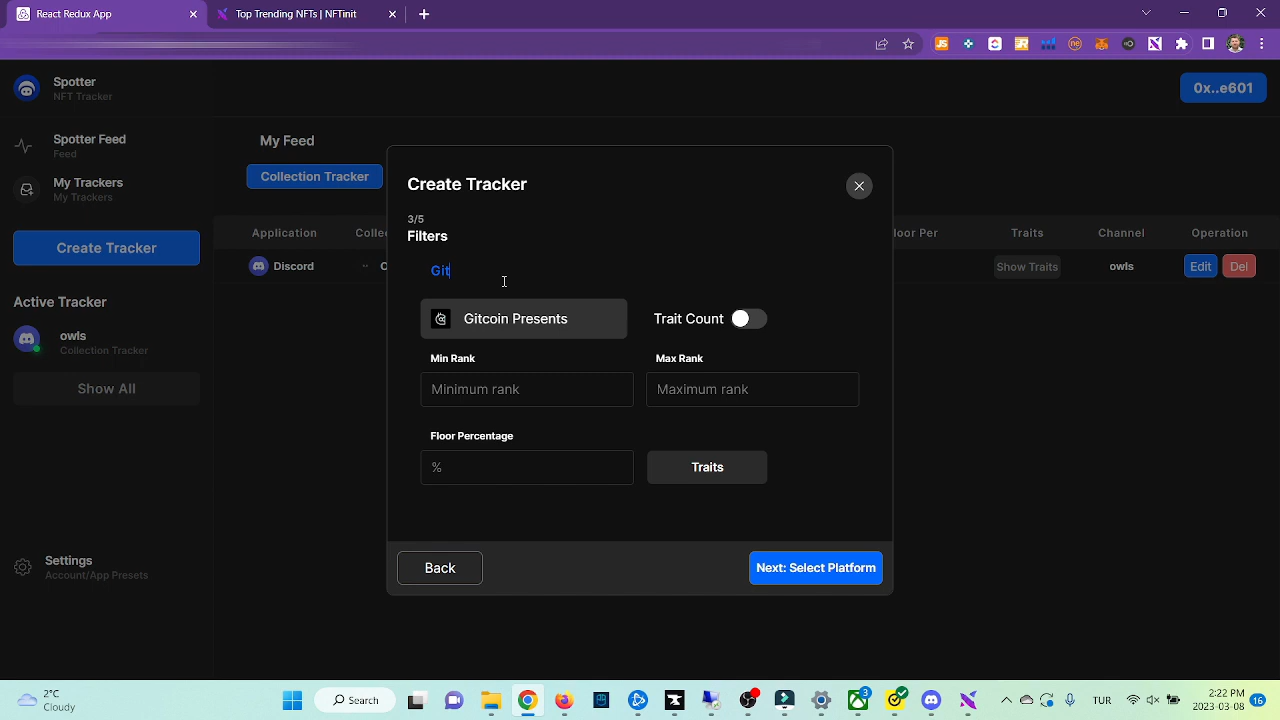 React Redux App
Top Trending NFTs | NFTinit
Spotter
NFT Tracker
0x..e601
Spotter Feed
Feed
My Trackers
My Trackers
Create Tracker
Active Tracker
owls
Collection Tracker
Show All
Settings
Account/App Presets
My Feed
Collection Tracker
Application
Floor Per
Traits
Channel
Operation
Discord
Show Traits
owls
Edit
Del
Create Tracker
3/5
Filters
Git
Gitcoin Presents
Trait Count
Min Rank
Max Rank
Minimum rank
Maximum rank
Floor Percentage
%
Traits
Back
Next: Select Platform
2°C
Cloudy
Search
3
TUR
2:22 PM
2023-03-08
16